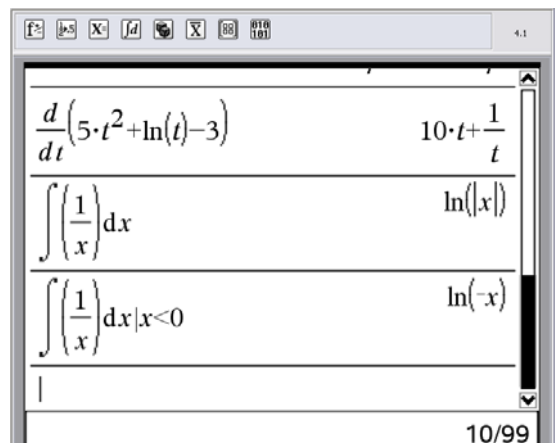 4.1
d/dt(5·t²+ln(t)−3) 10·t+1/t
∫(1/x)dx ln(|x|)
∫(1/x)dx|x<0 ln(-x)
10/99